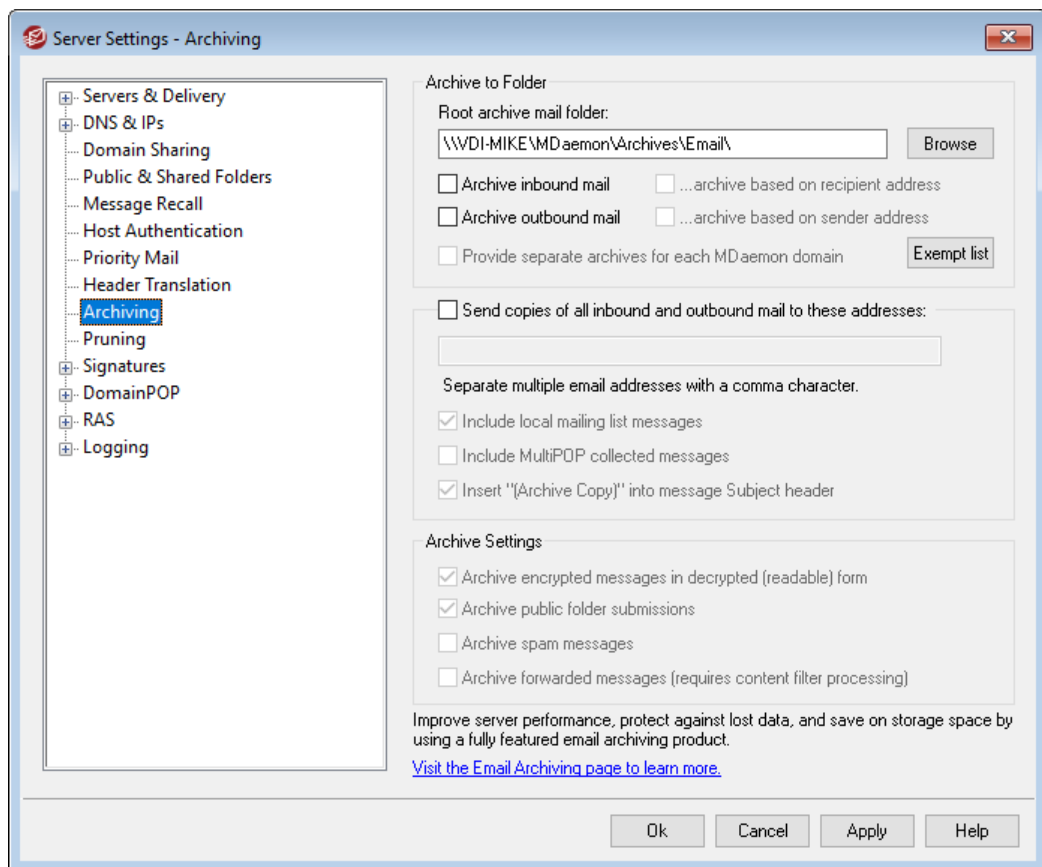 Server Settings - Archiving
Servers & Delivery
DNS & IPs
Domain Sharing
Public & Shared Folders
Message Recall
Host Authentication
Priority Mail
Header Translation
Archiving
Pruning
Signatures
DomainPOP
RAS
Logging
Archive to Folder
Root archive mail folder:
\\VDI-MIKE\MDaemon\Archives\Email\
Browse
Archive inbound mail
...archive based on recipient address
Archive outbound mail
...archive based on sender address
Provide separate archives for each MDaemon domain
Exempt list
Send copies of all inbound and outbound mail to these addresses:
Separate multiple email addresses with a comma character.
Include local mailing list messages
Include MultiPOP collected messages
Insert "(Archive Copy)" into message Subject header
Archive Settings
Archive encrypted messages in decrypted (readable) form
Archive public folder submissions
Archive spam messages
Archive forwarded messages (requires content filter processing)
Improve server performance, protect against lost data, and save on storage space by
using a fully featured email archiving product.
Visit the Email Archiving page to learn more.
Ok
Cancel
Apply
Help